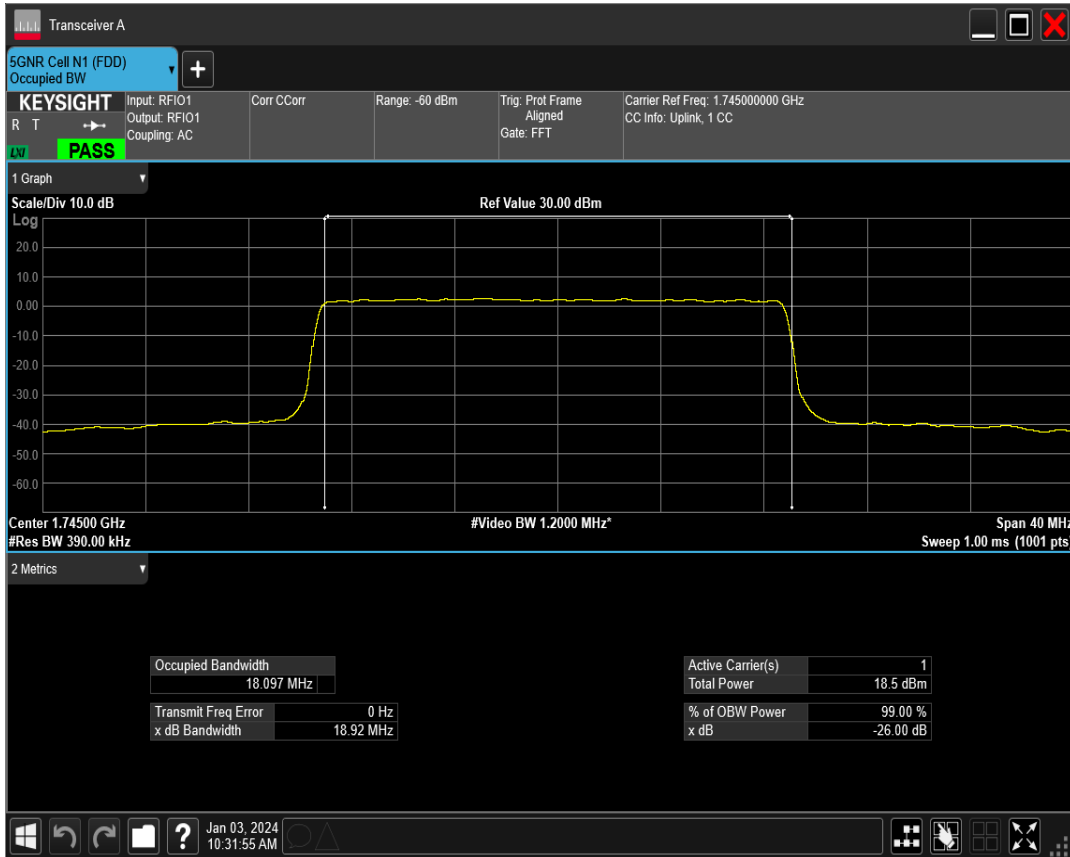 Transceiver A
5GNR Cell N1 (FDD)
Occupied BW
+
KEYSIGHT
R T
LXI
PASS
Input: RFIO1
Output: RFIO1
Coupling: AC
Corr CCorr
Range: -60 dBm
Trig: Prot Frame
Aligned
Gate: FFT
Carrier Ref Freq: 1.745000000 GHz
CC Info: Uplink, 1 CC
1 Graph
Scale/Div 10.0 dB
Ref Value 30.00 dBm
Log
20.0
10.0
0.00
-10.0
-20.0
-30.0
-40.0
-50.0
-60.0
Center 1.74500 GHz
#Video BW 1.2000 MHz*
Span 40 MHz
#Res BW 390.00 kHz
Sweep 1.00 ms (1001 pts)
2 Metrics
Occupied Bandwidth
18.097 MHz
Transmit Freq Error 0 Hz
x dB Bandwidth 18.92 MHz
Active Carrier(s) 1
Total Power 18.5 dBm
% of OBW Power 99.00 %
x dB -26.00 dB
?
Jan 03, 2024
10:31:55 AM